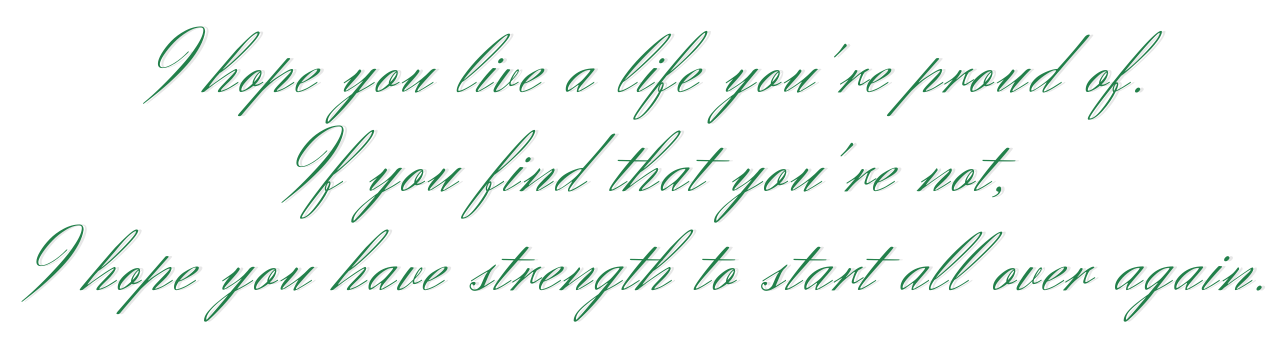 I hope you live a life you're proud of.
If you find that you're not,
I hope you have strength to start all over again.